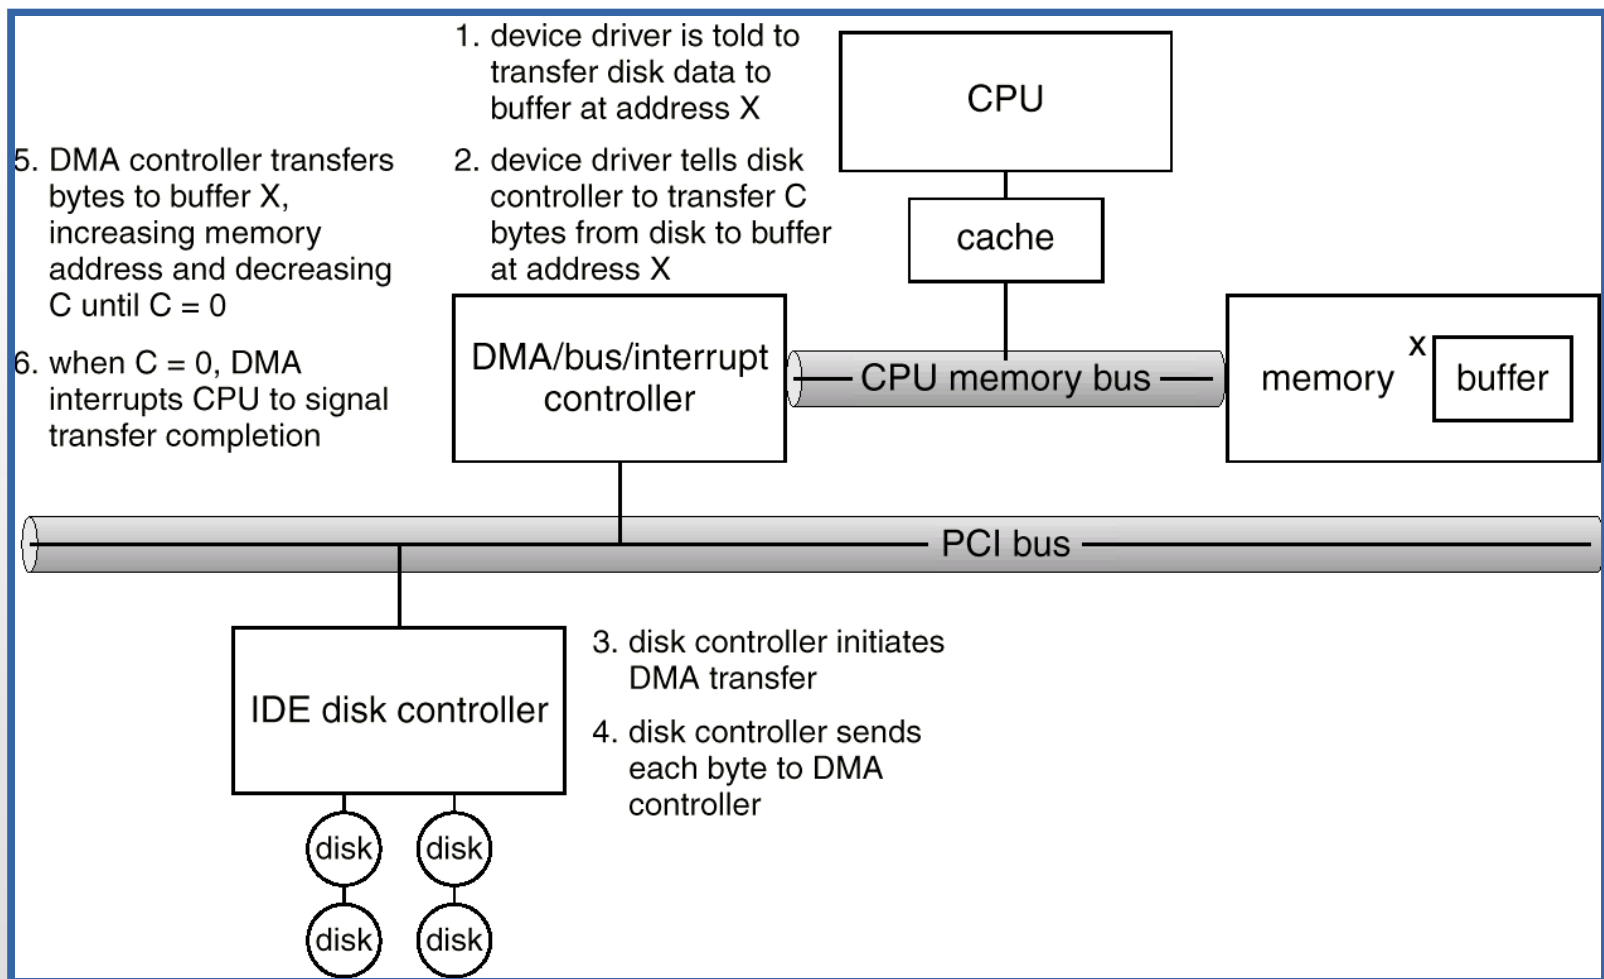 1. device driver is told to
transfer disk data to
buffer at address X
2. device driver tells disk
controller to transfer C
bytes from disk to buffer
at address X
5. DMA controller transfers
bytes to buffer X,
increasing memory
address and decreasing
C until C = 0
6. when C = 0, DMA
interrupts CPU to signal
transfer completion
CPU
cache
DMA/bus/interrupt
controller
CPU memory bus
memory
x
buffer
PCI bus
IDE disk controller
3. disk controller initiates
DMA transfer
4. disk controller sends
each byte to DMA
controller
disk
disk
disk
disk